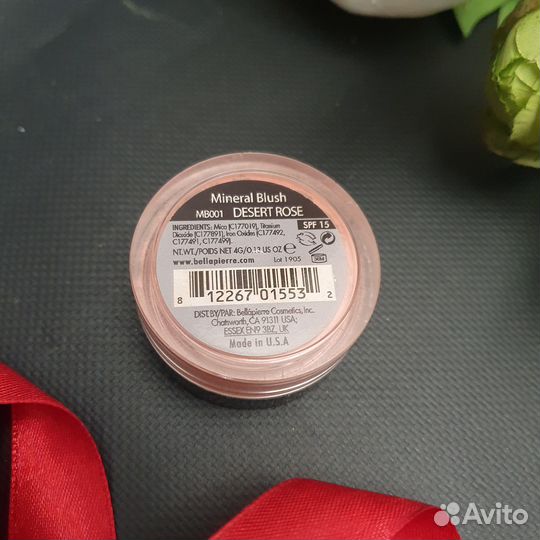 Mineral Blush
MB001 DESERT ROSE
INGREDIENTS: Mica [C177019], Titanium
Dioxide [C177891], Iron Oxides [C177492,
C177491, C177499].
SPF 15
NT.WT./POIDS NET 4G/0.13 US OZ
www.bellapierre.com
Lot 1905
8 12267 01553 2
DIST.BY/PAR: Bellápierre Cosmetics, Inc.
Chatsworth, CA 91311 USA;
ESSEX EN9 3BZ, UK
Made in U.S.A
Avito